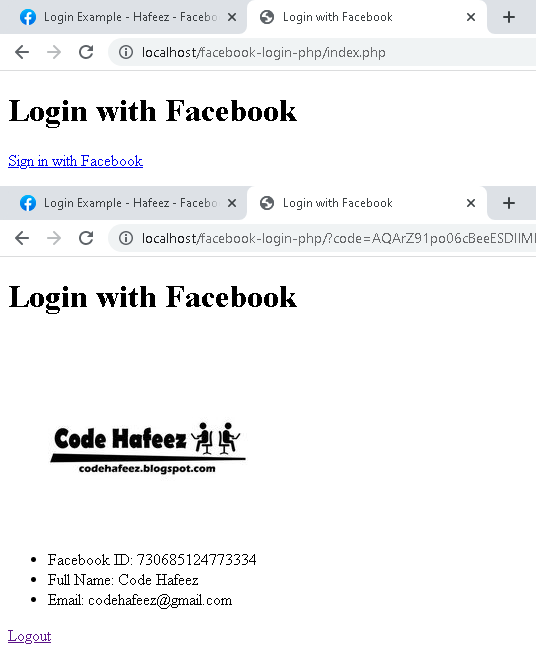 Login Example - Hafeez - Facebo
Login with Facebook
localhost/facebook-login-php/index.php
Login with Facebook
Sign in with Facebook
Login Example - Hafeez - Facebo
Login with Facebook
localhost/facebook-login-php/?code=AQArZ91po06cBeeESDIIM
Login with Facebook
Code Hafeez
codehafeez.blogspot.com
Facebook ID: 730685124773334
Full Name: Code Hafeez
Email: codehafeez@gmail.com
Logout